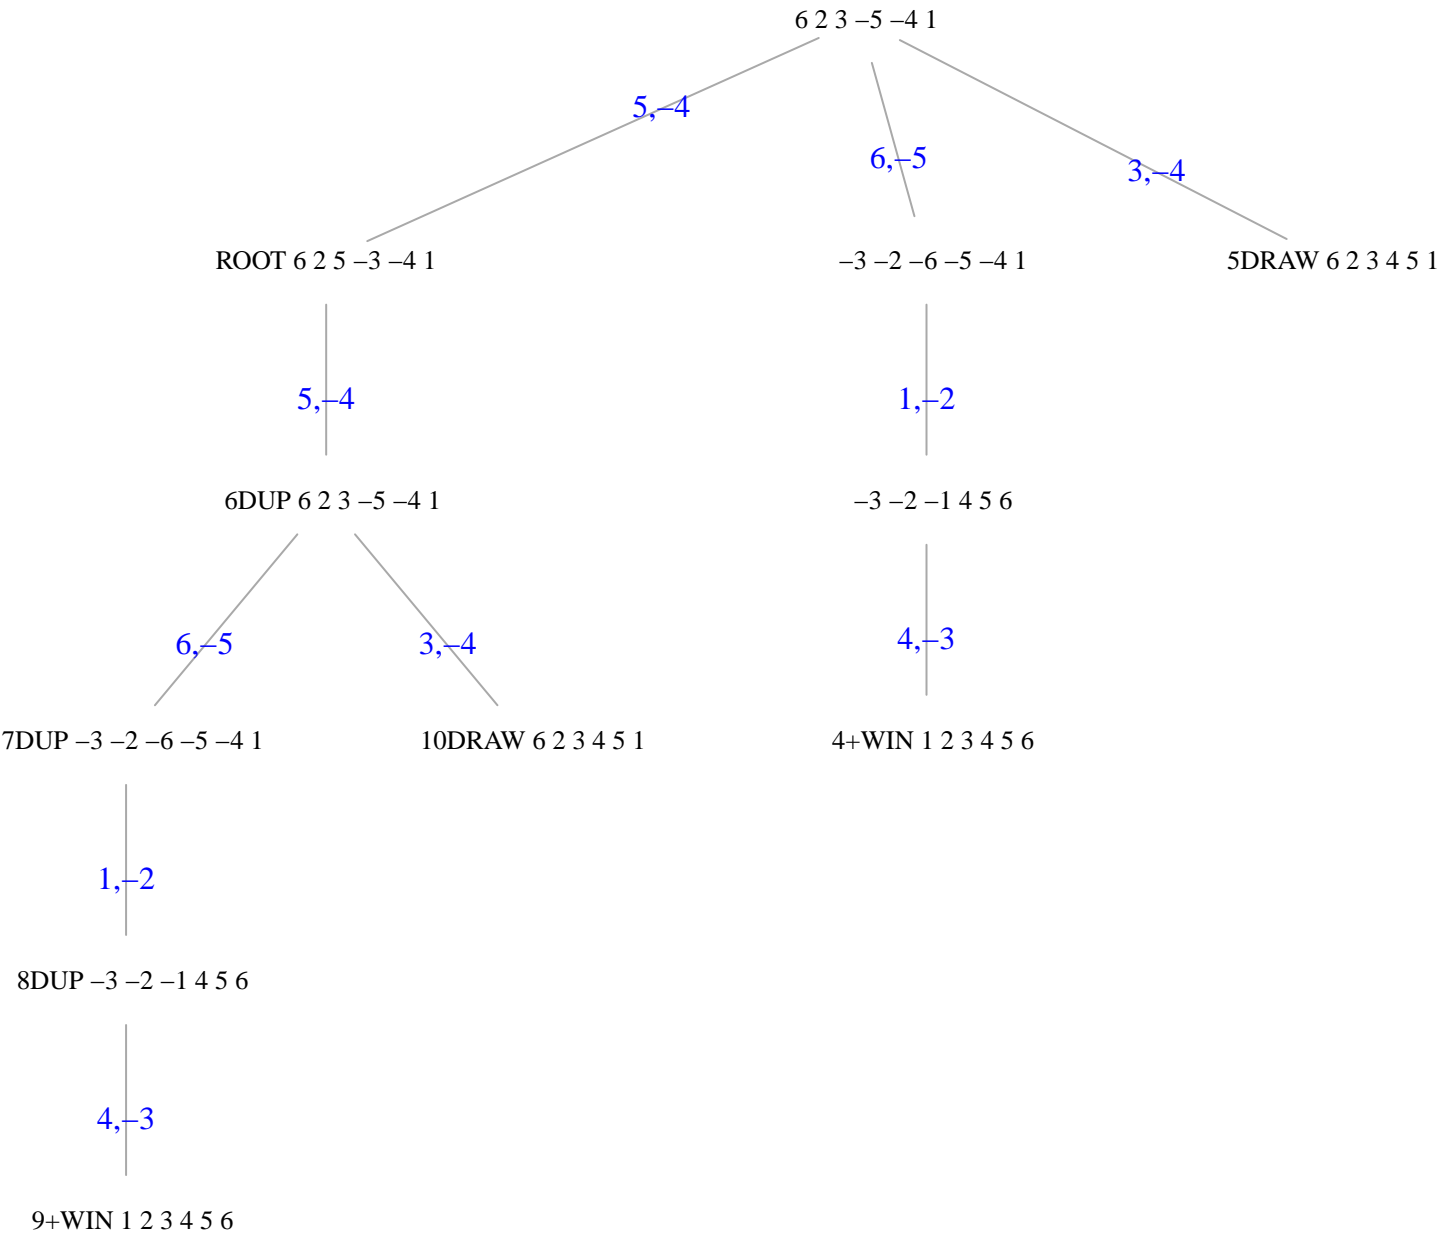 6 2 3 –5 –4 1
5,–4
6,–5
3,–4
ROOT 6 2 5 –3 –4 1
–3 –2 –6 –5 –4 1
5DRAW 6 2 3 4 5 1
5,–4
1,–2
6DUP 6 2 3 –5 –4 1
–3 –2 –1 4 5 6
6,–5
3,–4
4,–3
7DUP –3 –2 –6 –5 –4 1
10DRAW 6 2 3 4 5 1
4+WIN 1 2 3 4 5 6
1,–2
8DUP –3 –2 –1 4 5 6
4,–3
9+WIN 1 2 3 4 5 6